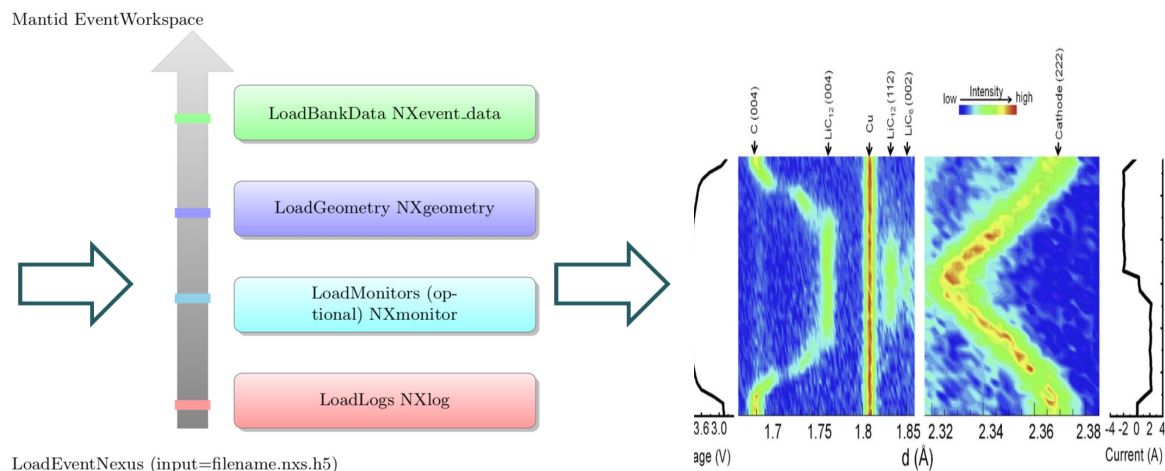 Mantid EventWorkspace
LoadBankData NXevent_data
LoadGeometry NXgeometry
LoadMonitors (op-
tional) NXmonitor
LoadLogs NXlog
LoadEventNexus (input=filename.nxs.h5)
C (004)
LiC₁₂ (004)
Cu
LiC₁₂ (112)
LiC₆ (002)
Intensity
low high
Cathode (222)
3.6 3.0
age (V)
1.7 1.75 1.8 1.85
2.32 2.34 2.36 2.38
d (Å)
-4 -2 0 2 4
Current (A)